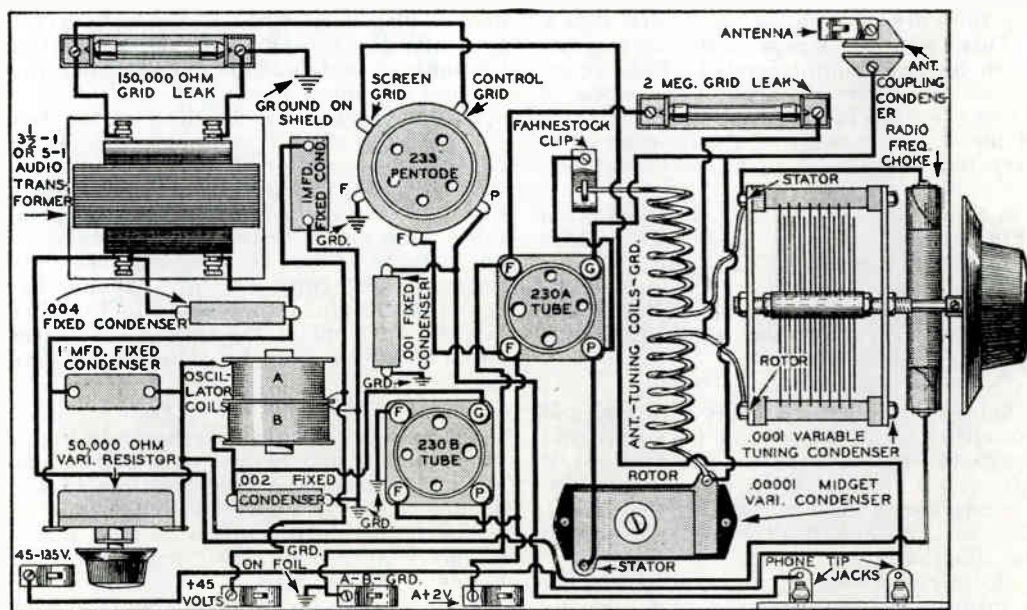 150,000 OHM
GRID LEAK
GROUND ON
SHIELD
3½-1
OR 5-1
AUDIO
TRANS-
FORMER
1 MFD.
FIXED COND.
SCREEN
GRID
CONTROL
GRID
233
PENTODE
F
P
GRD.
F
FAHNESTOCK
CLIP
2 MEG. GRID LEAK
ANTENNA
ANT.
COUPLING
CONDEN-
SER
RADIO
FREQ.
CHOKE
STATOR
F
G
230A
TUBE
F
P
ANT.-TUNING COILS-GRD.
.004
FIXED CONDENSER
.001 FIXED
CONDENSER
GRD.
1 MFD. FIXED
CONDENSER
OSCIL-
LATOR
COILS
A
B
ROTOR
.0001 VARIABLE
TUNING CONDENSER
F
G
230B
TUBE
F
P
GRD.
50,000 OHM
VARI. RESISTOR
.002 FIXED
CONDENSER
ROTOR
.00001 MIDGET
VARI. CONDENSER
STATOR
45-135V.
GRD.
ON FOIL
+45
VOLTS
A-B-GRD.
A+2V.
PHONE TIP
JACKS